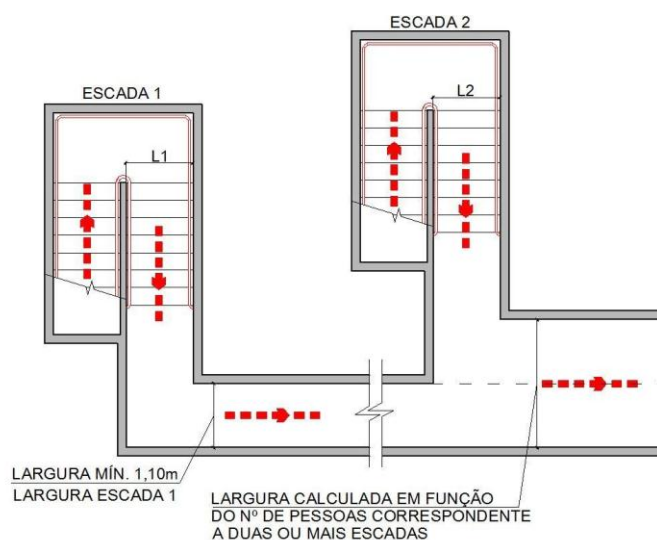 ESCADA 2
L2
ESCADA 1
L1
LARGURA MÍN. 1,10m
LARGURA ESCADA 1
LARGURA CALCULADA EM FUNÇÃO
DO Nº DE PESSOAS CORRESPONDENTE
A DUAS OU MAIS ESCADAS